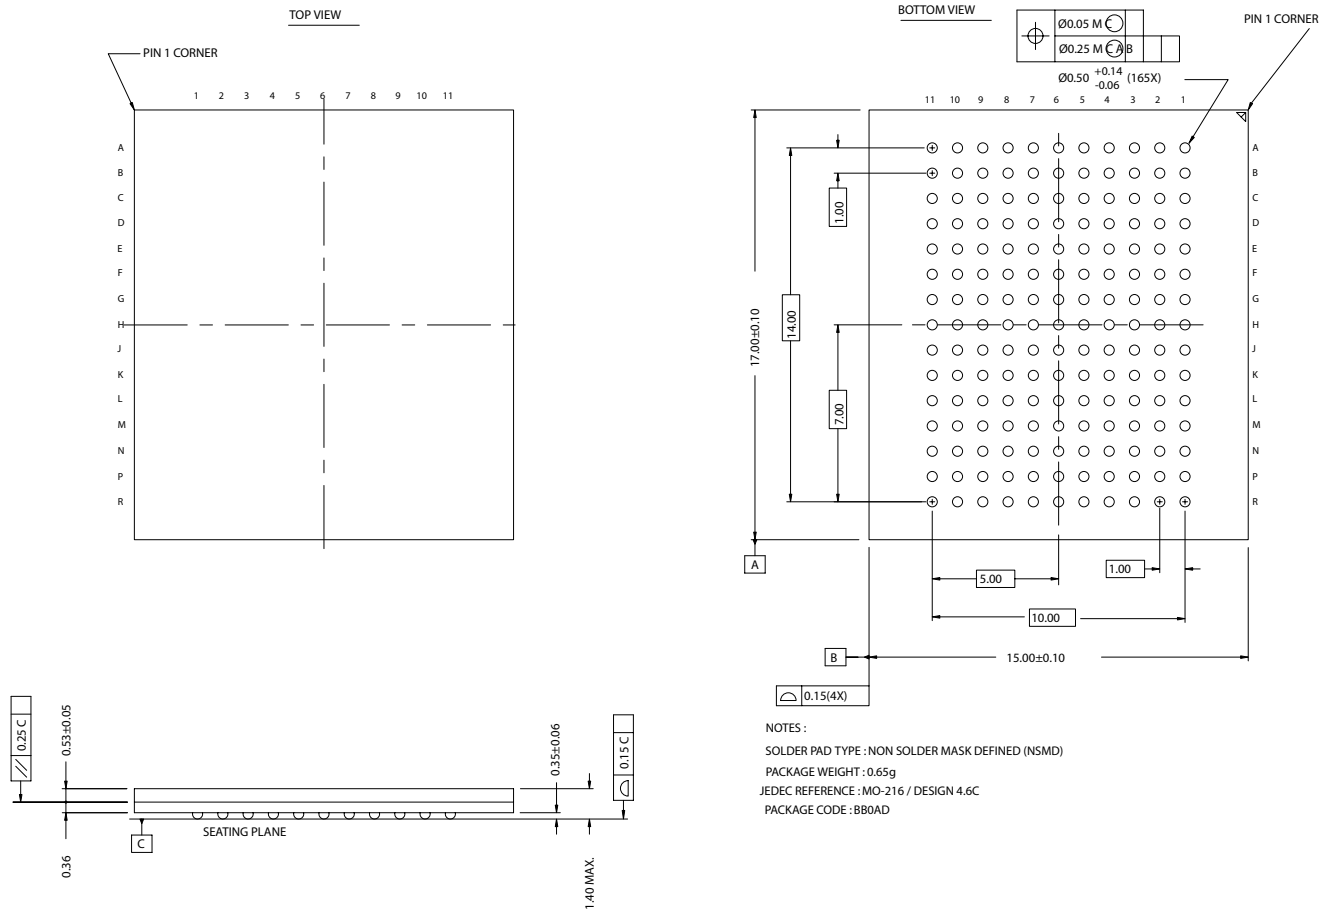 TOP VIEW
PIN 1 CORNER
1 2 3 4 5 6 7 8 9 10 11
A
B
C
D
E
F
G
H
J
K
L
M
N
P
R
BOTTOM VIEW
PIN 1 CORNER
Ø0.05 M C
Ø0.25 M C A B
Ø0.50 +0.14 -0.06 (165X)
11 10 9 8 7 6 5 4 3 2 1
A
B
C
D
E
F
G
H
J
K
L
M
N
P
R
1.00
14.00
17.00±0.10
7.00
A
5.00
1.00
10.00
B
15.00±0.10
0.15(4X)
0.25 C
0.53±0.05
0.35±0.06
0.15 C
SEATING PLANE
C
0.36
1.40 MAX.
NOTES :
SOLDER PAD TYPE : NON SOLDER MASK DEFINED (NSMD)
PACKAGE WEIGHT : 0.65g
JEDEC REFERENCE : MO-216 / DESIGN 4.6C
PACKAGE CODE : BB0AD